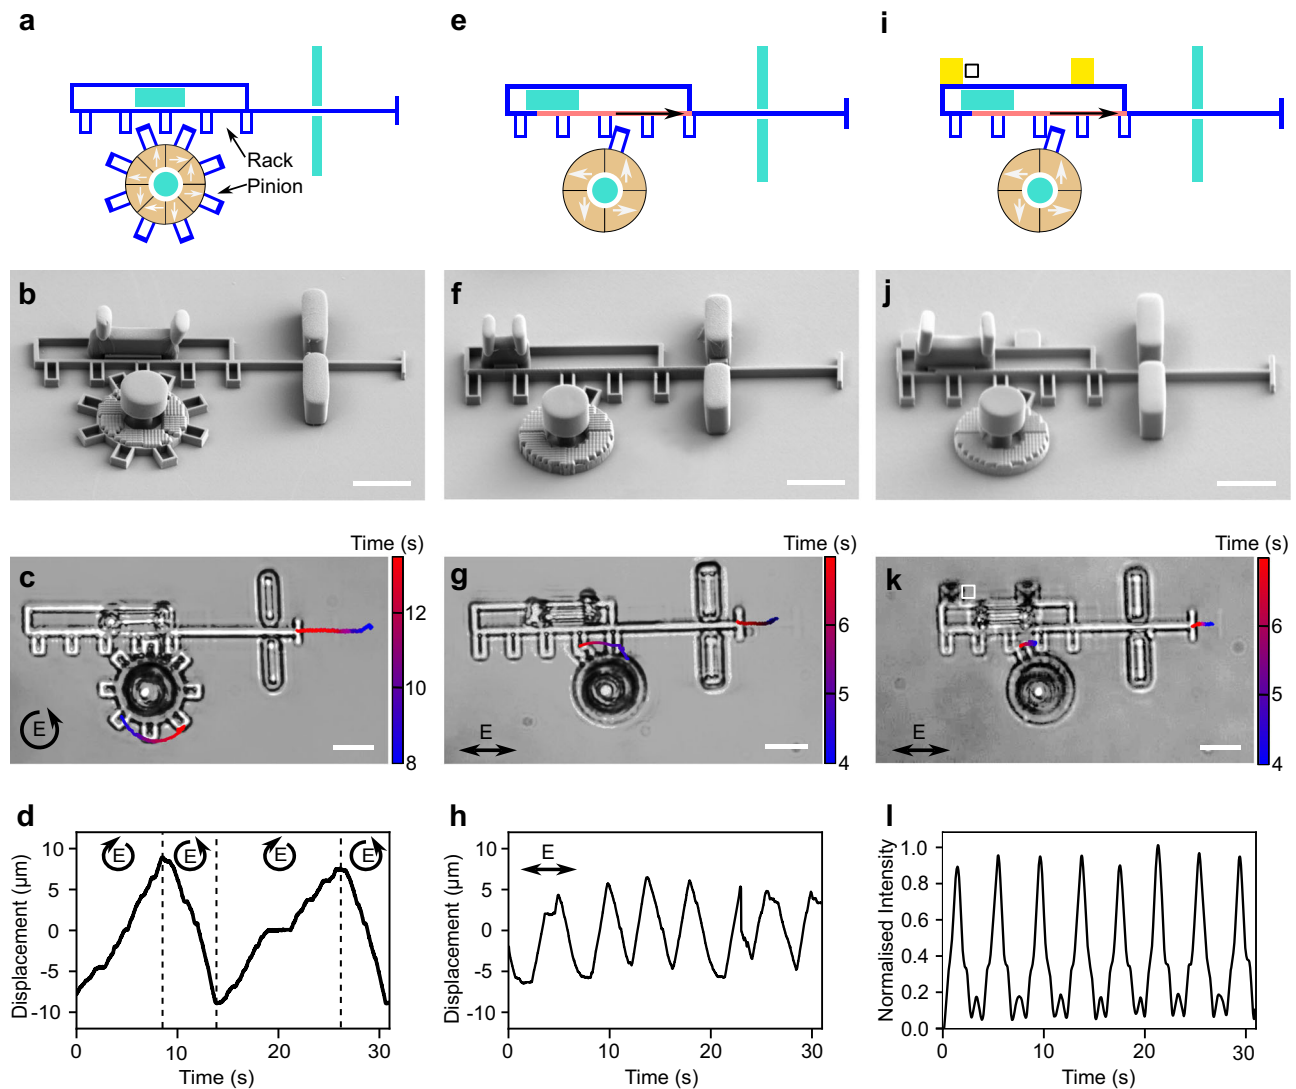 a
e
i
Rack
Pinion
b
f
j
Time (s)
Time (s)
Time (s)
c
g
k
12
10
8
6
5
4
6
5
4
E
E
E
d
h
l
Displacement (μm)
10
5
0
-5
-10
E
E
E
E
0
10
20
30
Time (s)
Displacement (μm)
10
5
0
-5
-10
E
0
10
20
30
Time (s)
Normalised Intensity
1.0
0.8
0.6
0.4
0.2
0.0
0
10
20
30
Time (s)